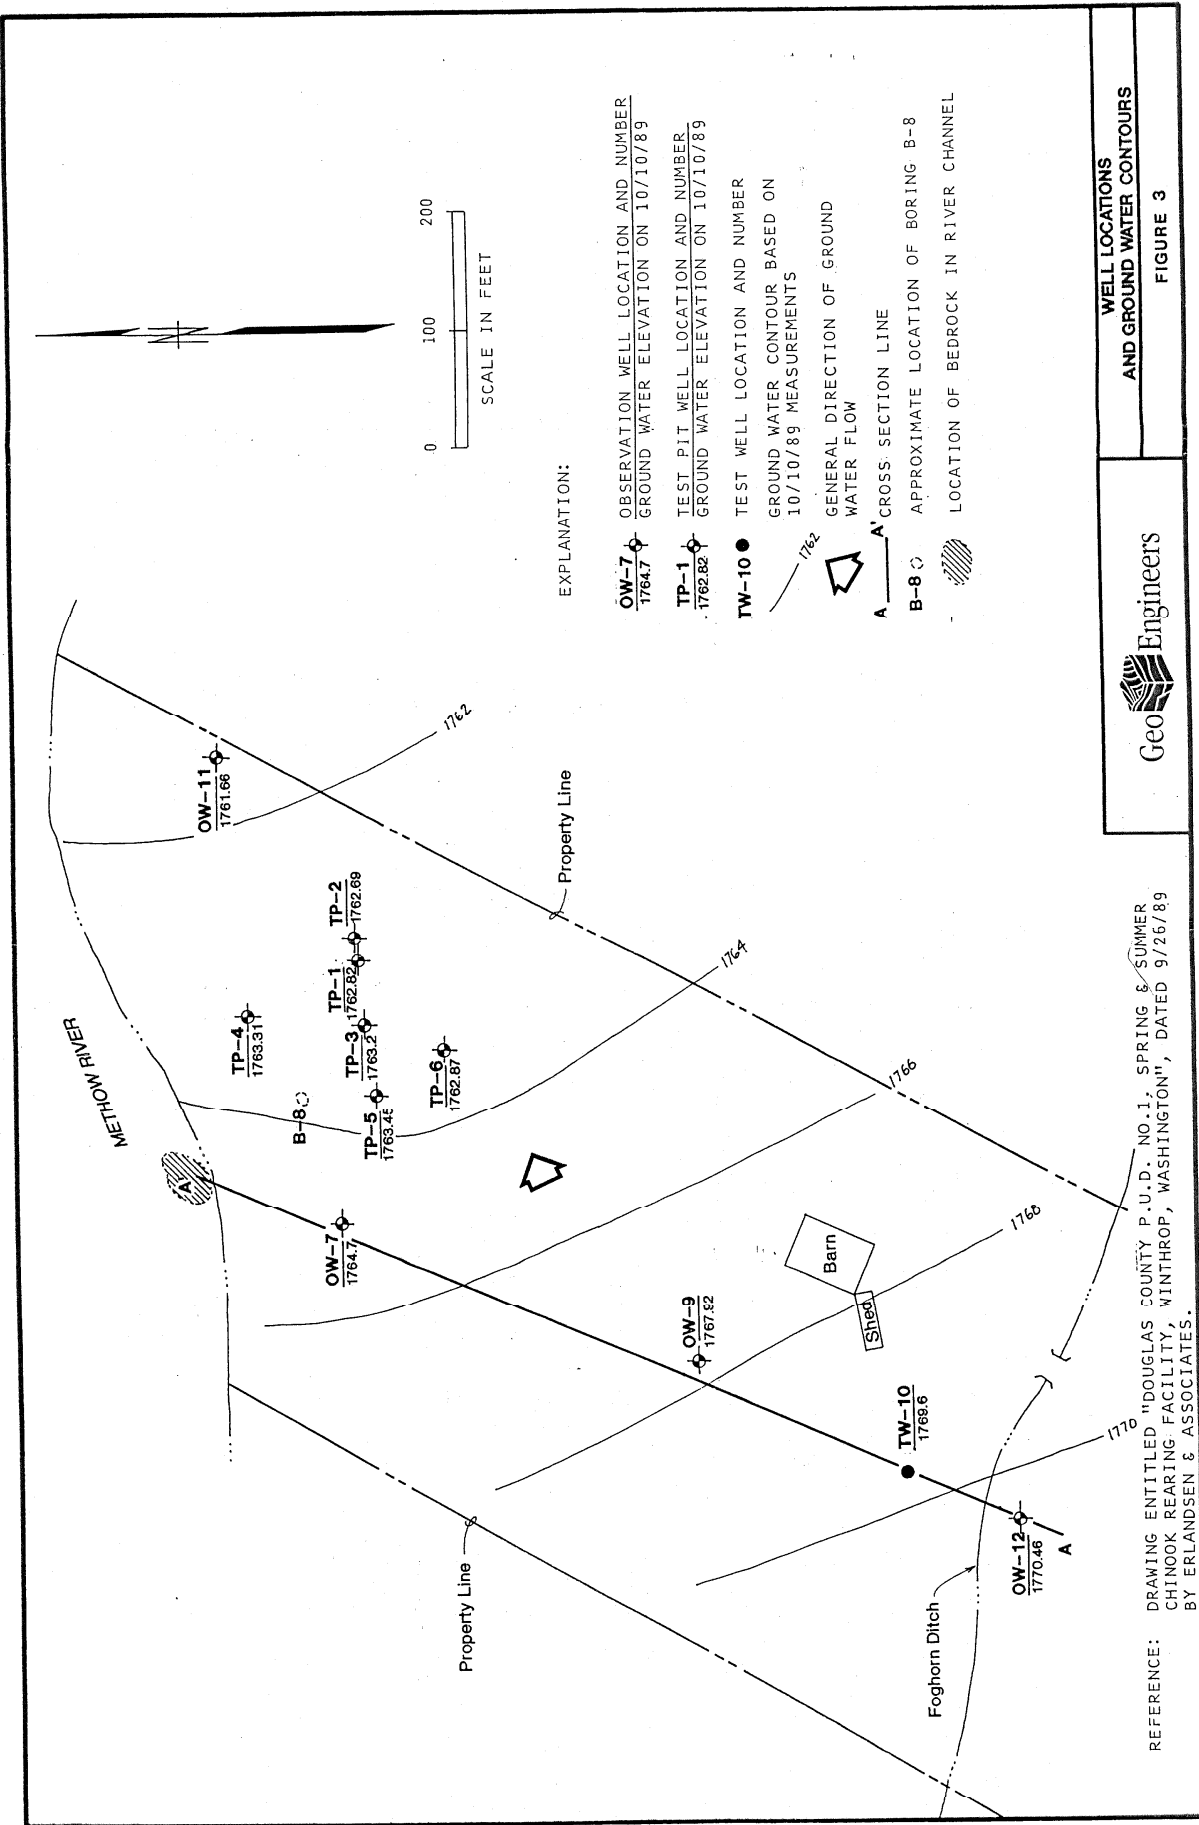 METHOW RIVER
A
B-8
OW-7
1764.7
TP-4
1763.31
TP-5
TP-3
1763.2
TP-1
1762.82
TP-2
1762.69
TP-6
1762.87
OW-11
1761.66
1762
1764
1766
1768
1770
Property Line
Property Line
OW-9
1767.92
Barn
Shed
TW-10
1769.6
OW-12
1770.46
A
Foghorn Ditch
0 100 200
SCALE IN FEET
EXPLANATION:
OW-7
1764.7
OBSERVATION WELL LOCATION AND NUMBER
GROUND WATER ELEVATION ON 10/10/89
TP-1
1762.82
TEST PIT WELL LOCATION AND NUMBER
GROUND WATER ELEVATION ON 10/10/89
TW-10
TEST WELL LOCATION AND NUMBER
1762
GROUND WATER CONTOUR BASED ON
10/10/89 MEASUREMENTS
GENERAL DIRECTION OF GROUND
WATER FLOW
A A' CROSS SECTION LINE
B-8 APPROXIMATE LOCATION OF BORING B-8
LOCATION OF BEDROCK IN RIVER CHANNEL
REFERENCE: DRAWING ENTITLED "DOUGLAS COUNTY P.U.D. NO.1, SPRING & SUMMER
CHINOOK REARING FACILITY, WINTHROP, WASHINGTON", DATED 9/26/89
BY ERLANDSEN & ASSOCIATES.
Geo Engineers
WELL LOCATIONS
AND GROUND WATER CONTOURS
FIGURE 3